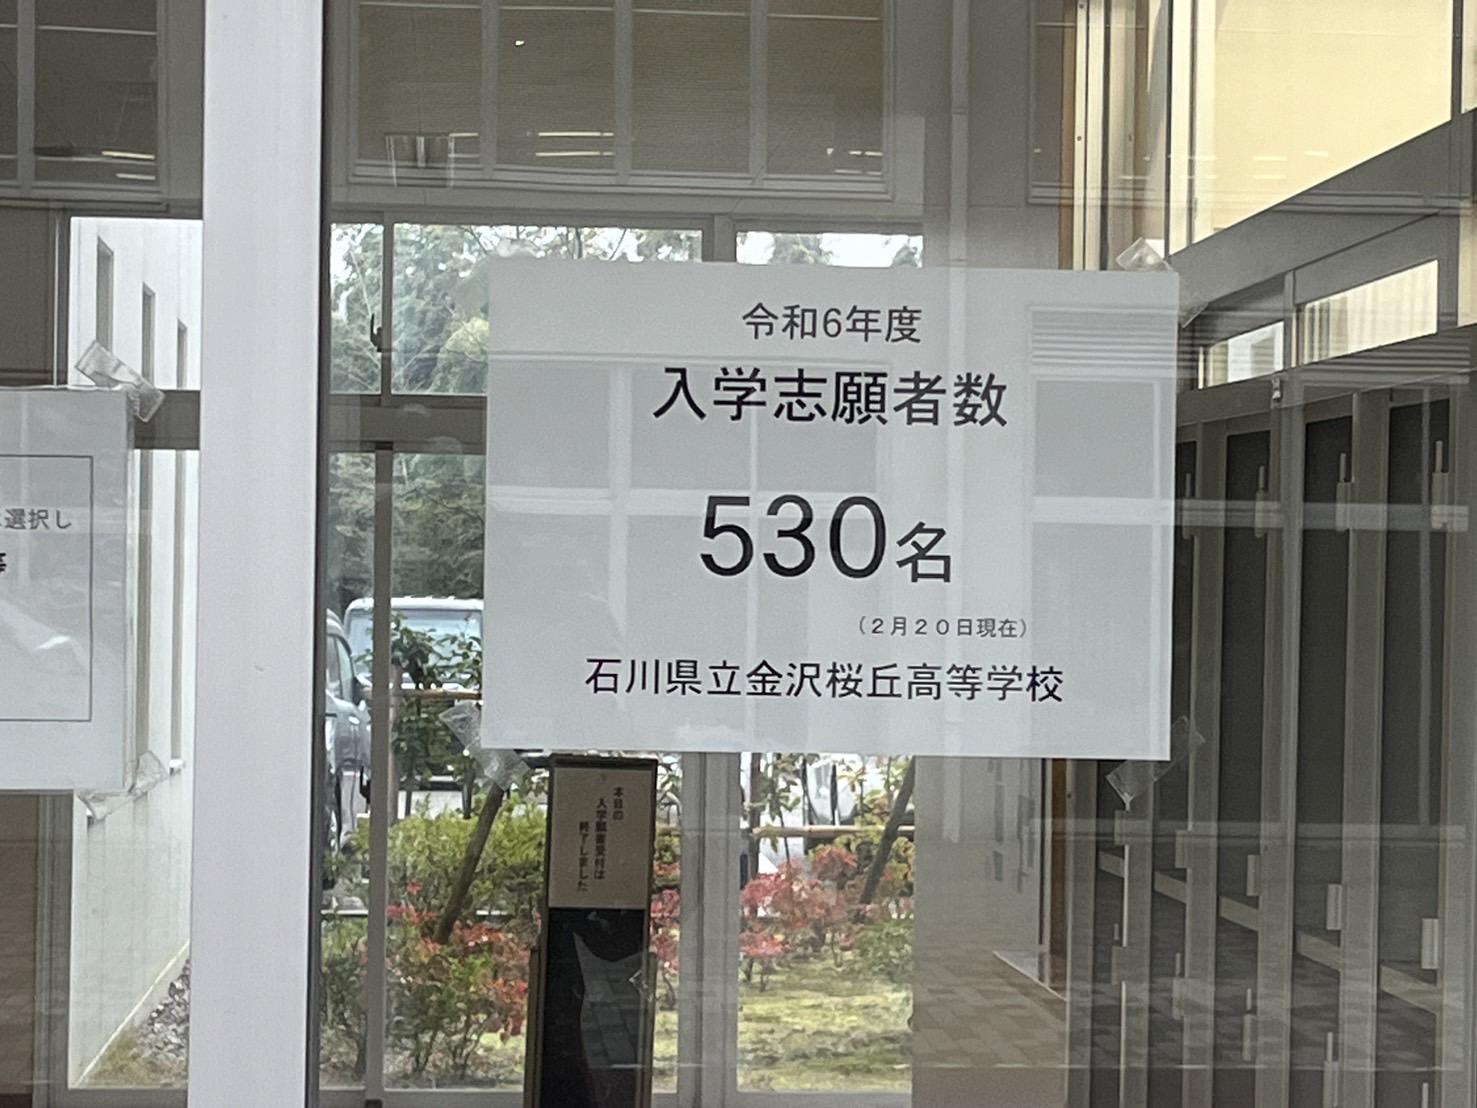 令和6年度
入学志願者数
530名
（２月２０日現在）
石川県立金沢桜丘高等学校
選択し
等
本日の
入学願書受付は
終了しました